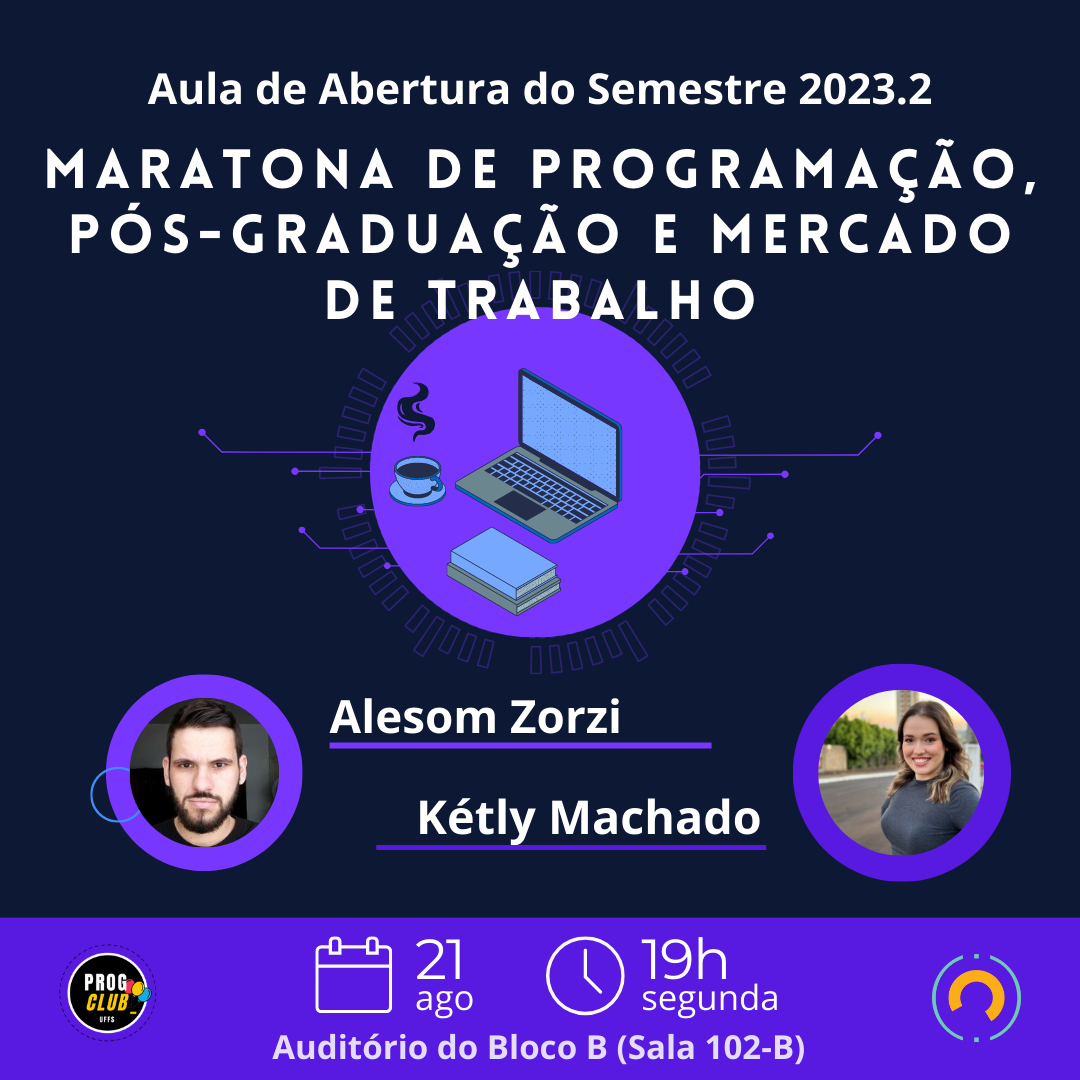 Aula de Abertura do Semestre 2023.2
MARATONA DE PROGRAMAÇÃO,
PÓS-GRADUAÇÃO E MERCADO
DE TRABALHO
Alesom Zorzi
Kétly Machado
PROG
CLUB_
UFFS
21
ago
19h
segunda
Auditório do Bloco B (Sala 102-B)